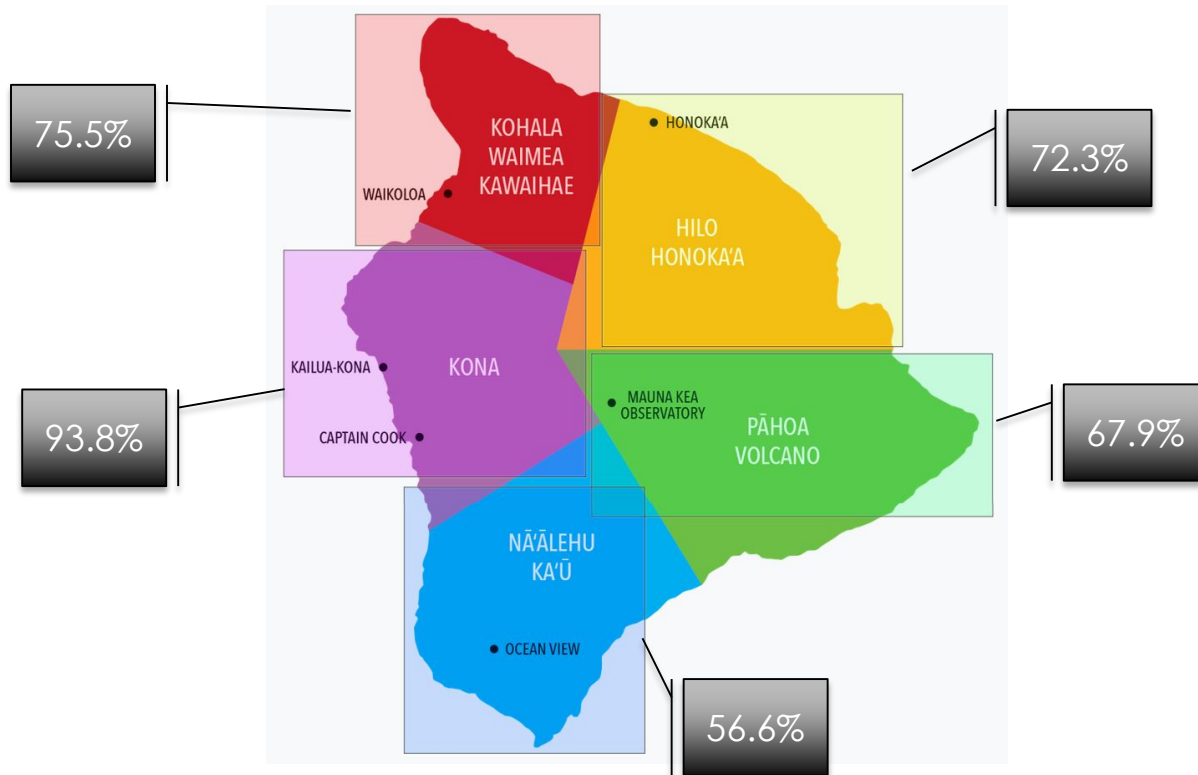 75.5%
KOHALA
WAIMEA
KAWAIHAE
WAIKOLOA
HONOKA‘A
HILO
HONOKA‘A
72.3%
93.8%
KAILUA-KONA
KONA
CAPTAIN COOK
MAUNA KEA
OBSERVATORY
PĀHOA
VOLCANO
67.9%
NĀ‘ĀLEHU
KA‘Ū
OCEAN VIEW
56.6%